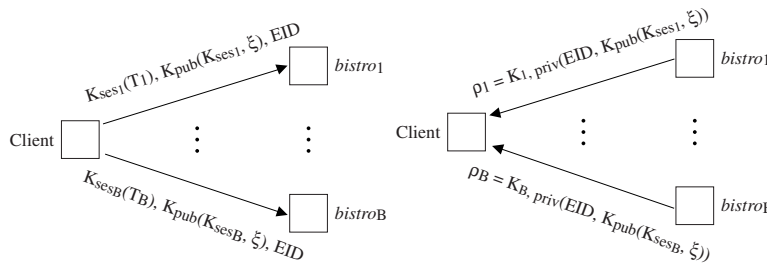 K_ses1(T_1), K_pub(K_ses1, ξ), EID
bistro_1
Client
K_sesB(T_B), K_pub(K_sesB, ξ), EID
bistro_B
ρ_1 = K_1, priv(EID, K_pub(K_ses1, ξ))
bistro_1
Client
ρ_B = K_B, priv(EID, K_pub(K_sesB, ξ))
bistro_B